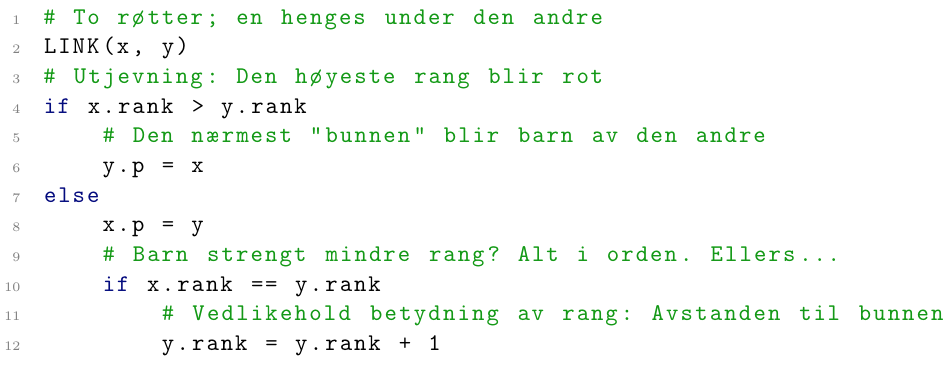 1 # To røtter; en henges under den andre
2 LINK(x, y)
3 # Utjevning: Den høyeste rang blir rot
4 if x.rank > y.rank
5     # Den nærmest "bunnen" blir barn av den andre
6     y.p = x
7 else
8     x.p = y
9     # Barn strengt mindre rang? Alt i orden. Ellers...
10     if x.rank == y.rank
11         # Vedlikehold betydning av rang: Avstanden til bunnen
12         y.rank = y.rank + 1